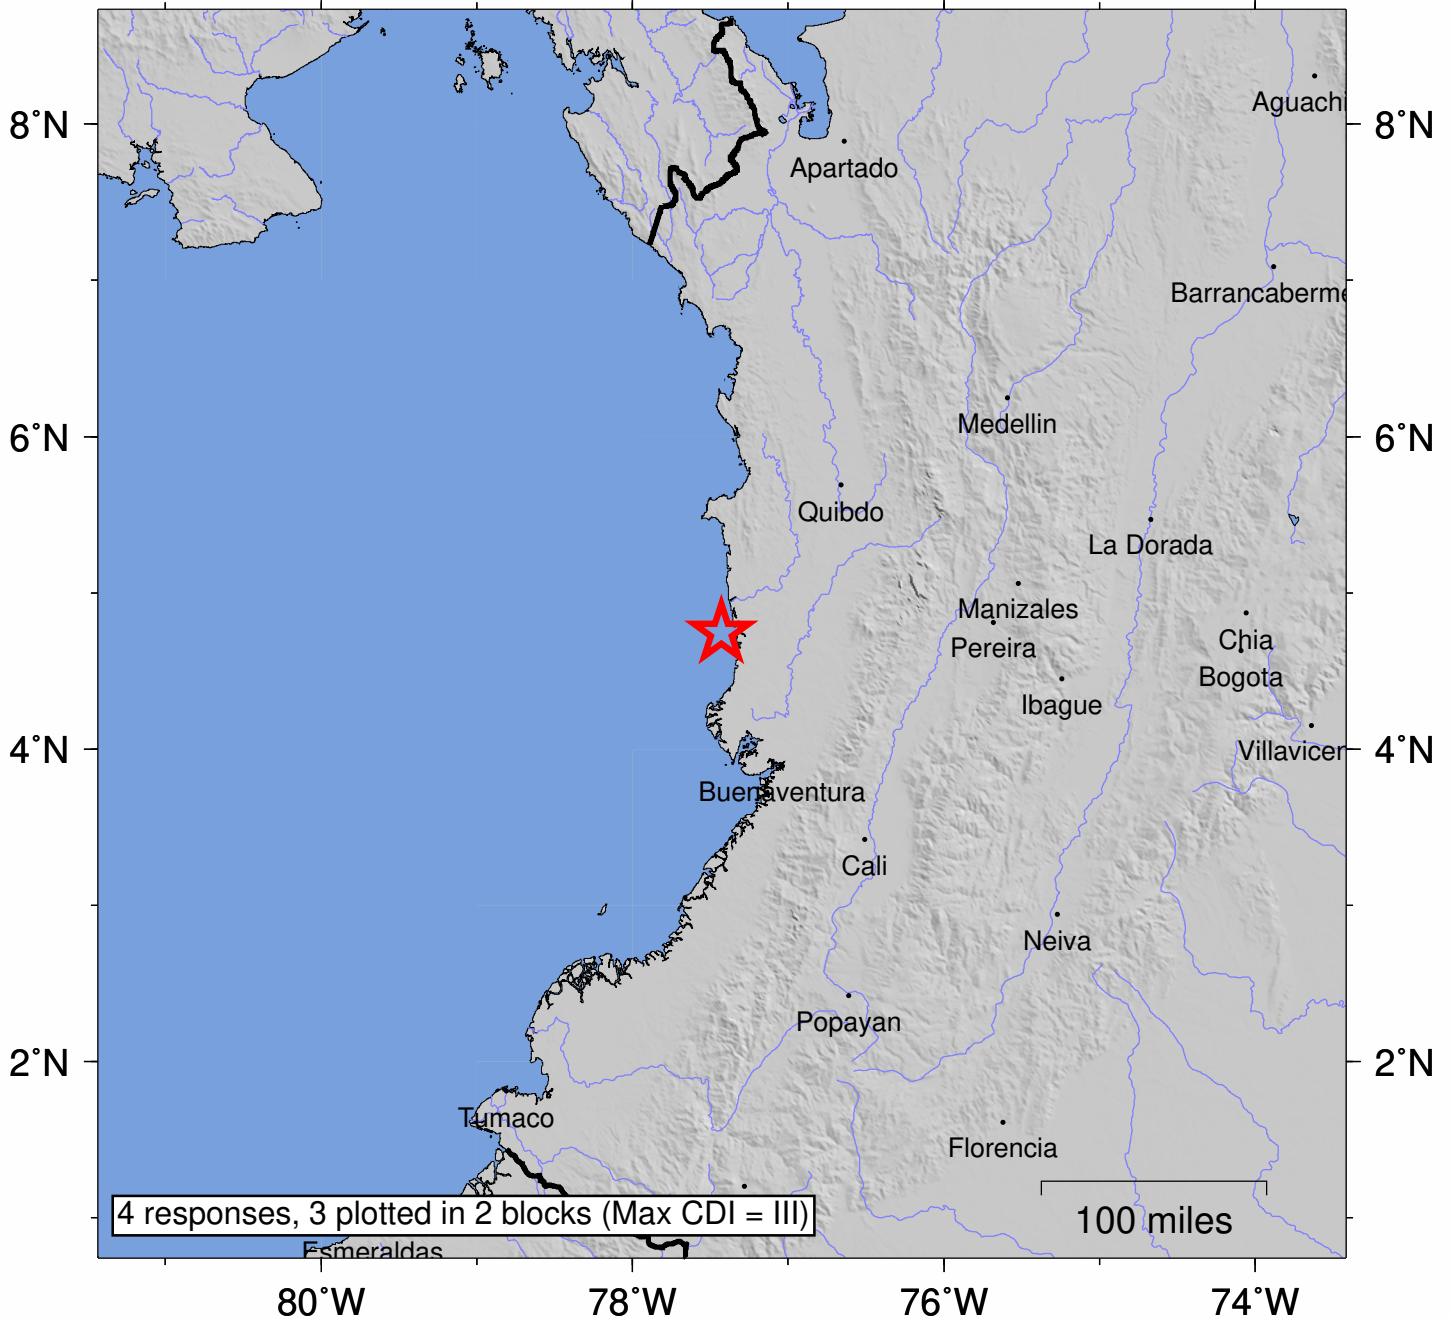 8°N
8°N
Aguachi
Apartado
Barrancaberme
Medellin
6°N
6°N
Quibdo
La Dorada
Manizales
Pereira
Chia
Bogota
Ibague
4°N
4°N
Villavicen
Buenaventura
Cali
Neiva
Popayan
2°N
2°N
Tumaco
Florencia
4 responses, 3 plotted in 2 blocks (Max CDI = III)
100 miles
Esmeraldas
80°W
78°W
76°W
74°W